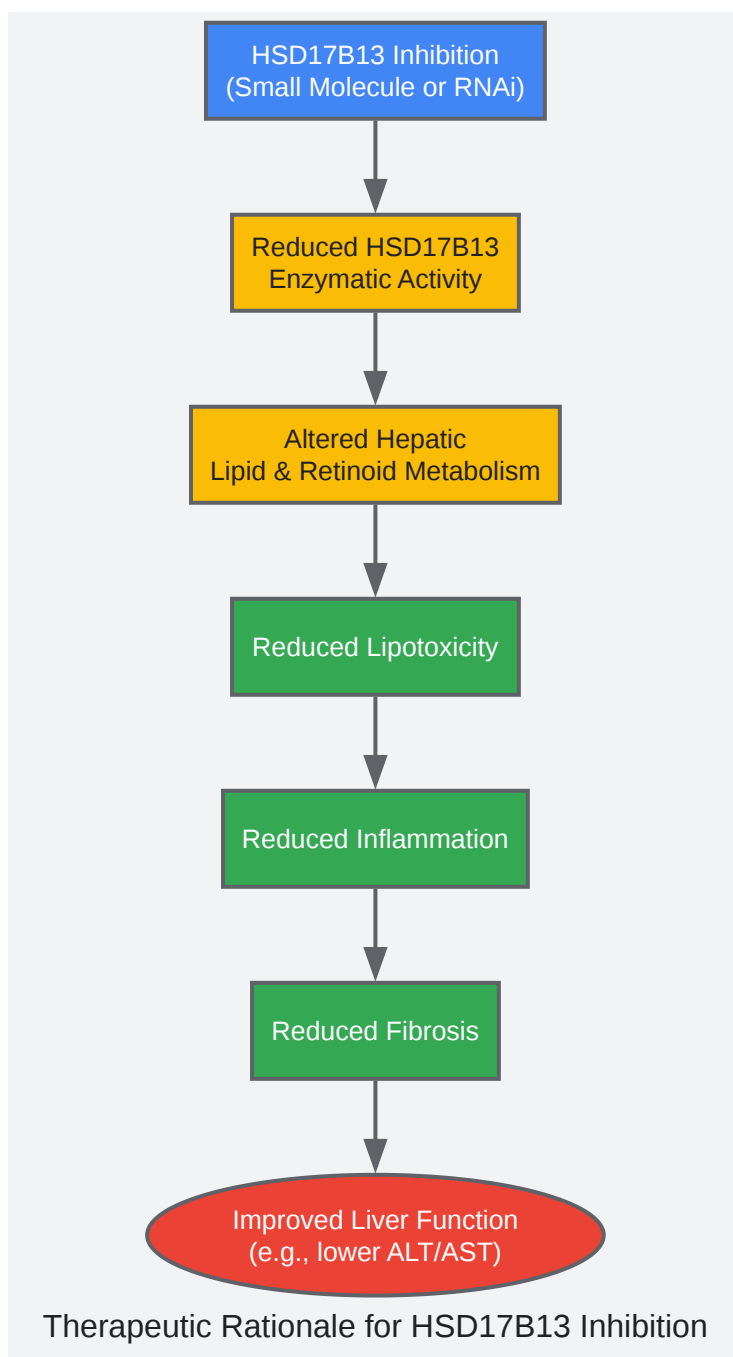 HSD17B13 Inhibition
(Small Molecule or RNAi)
Reduced HSD17B13
Enzymatic Activity
Altered Hepatic
Lipid & Retinoid Metabolism
Reduced Lipotoxicity
Reduced Inflammation
Reduced Fibrosis
Improved Liver Function
(e.g., lower ALT/AST)
Therapeutic Rationale for HSD17B13 Inhibition